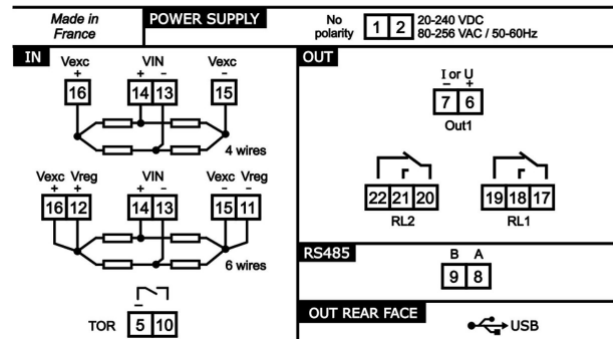 Made in
France
POWER SUPPLY
No
polarity
1 2
20-240 VDC
80-256 VAC / 50-60Hz
IN
Vexc VIN Vexc
+ + − −
16 14 13 15
4 wires
Vexc Vreg VIN Vexc Vreg
+ + + − − −
16 12 14 13 15 11
6 wires
−
TOR 5 10
OUT
I or U
− +
7 6
Out1
22 21 20 19 18 17
RL2 RL1
RS485
B A
9 8
OUT REAR FACE
USB